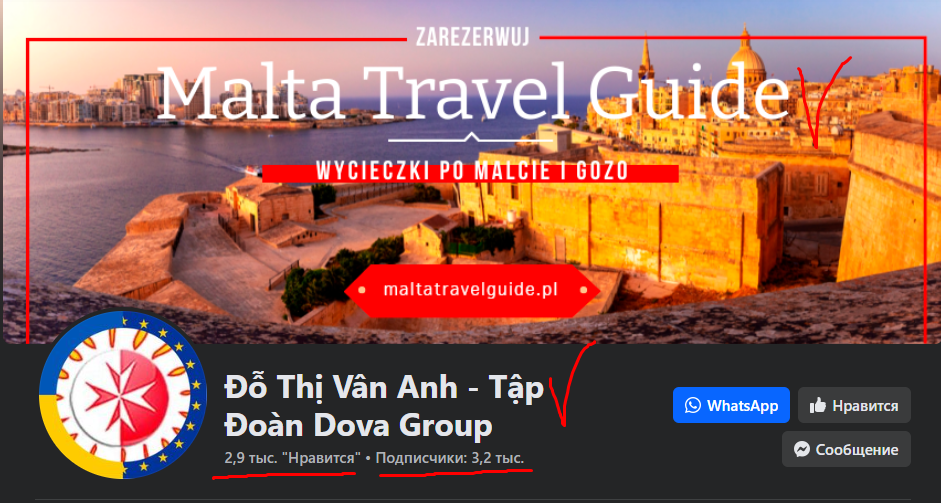 ZAREZERWUJ
Malta Travel Guide
WYCIECZKI PO MALCIE I GOZO
maltatravelguide.pl
Đỗ Thị Vân Anh - Tập
Đoàn Dova Group
2,9 тыс. "Нравится" • Подписчики: 3,2 тыс.
WhatsApp
Нравится
Сообщение